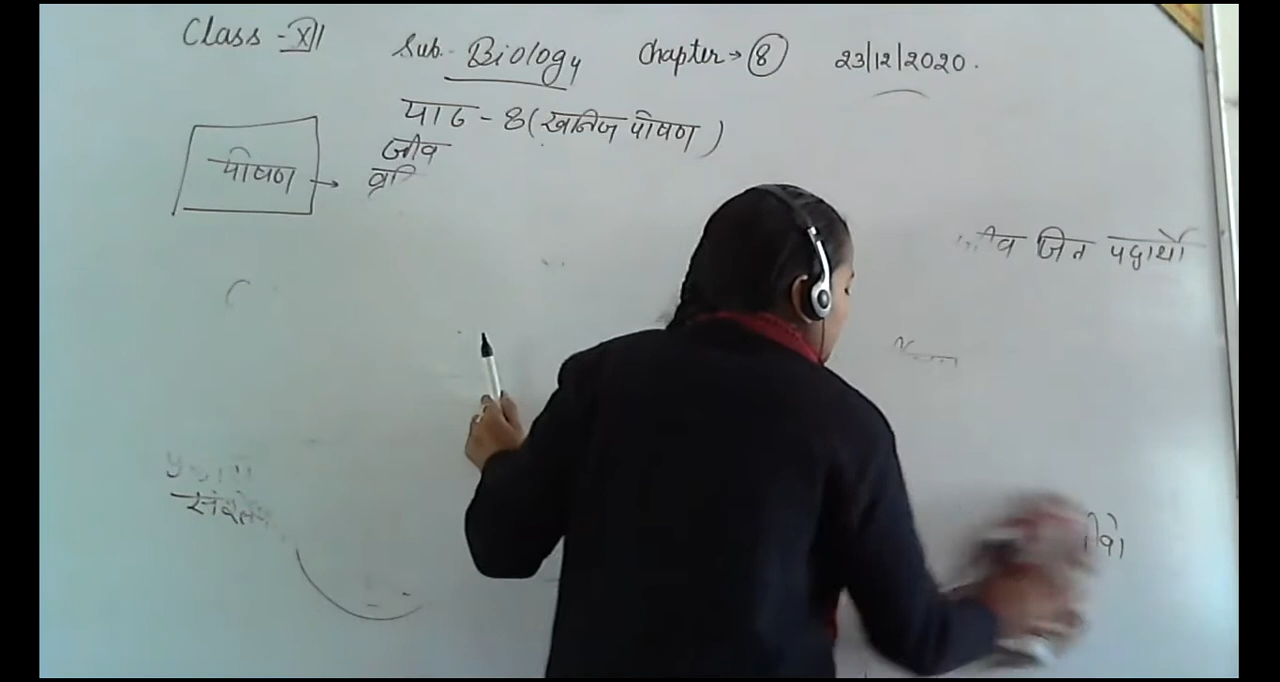 Class - XII
Sub - Biology Chapter → 8 23/12/2020.
पाठ - 8 (खनिज पोषण)
जीव
पोषण →
जिन पदार्थो